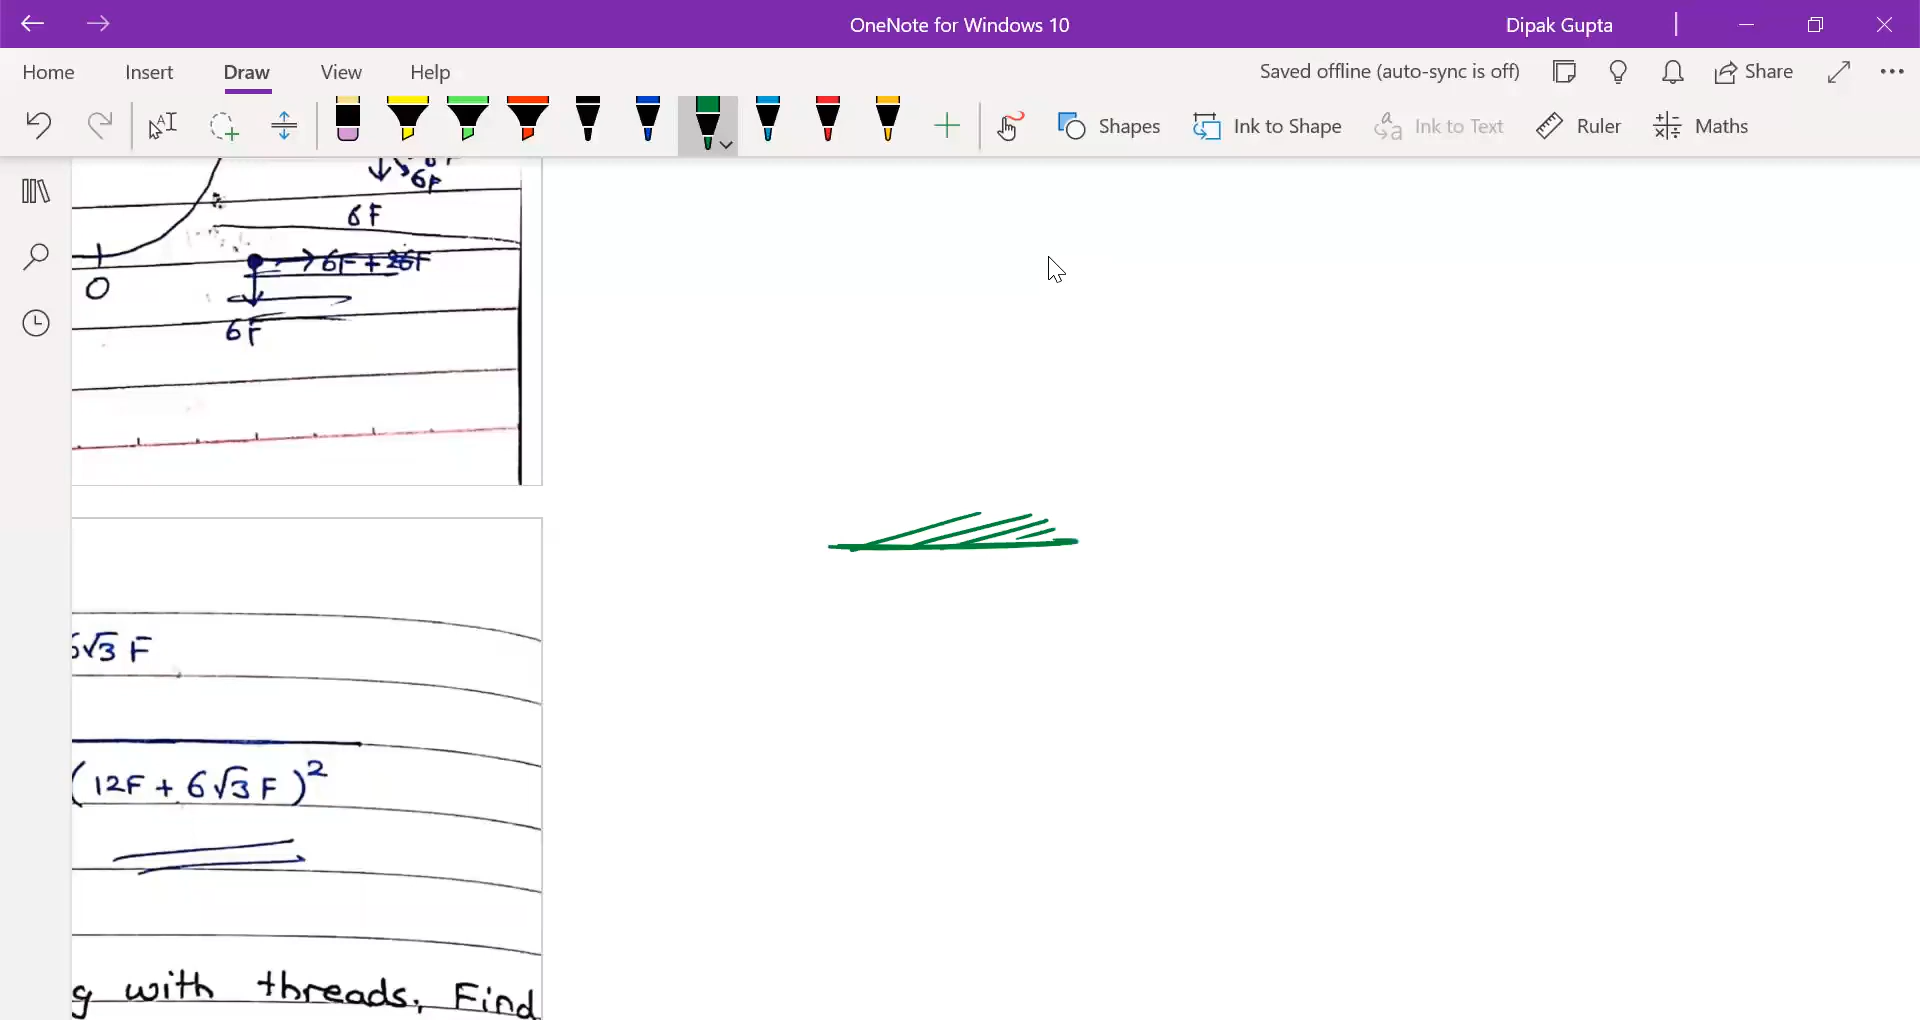 OneNote for Windows 10
Dipak Gupta
Home Insert Draw View Help
Saved offline (auto-sync is off) Share
Shapes Ink to Shape Ink to Text Ruler Maths
6F
6F
6F + 26F
O
6F
6√3 F
(12F + 6√3 F)²
g with threads. Find